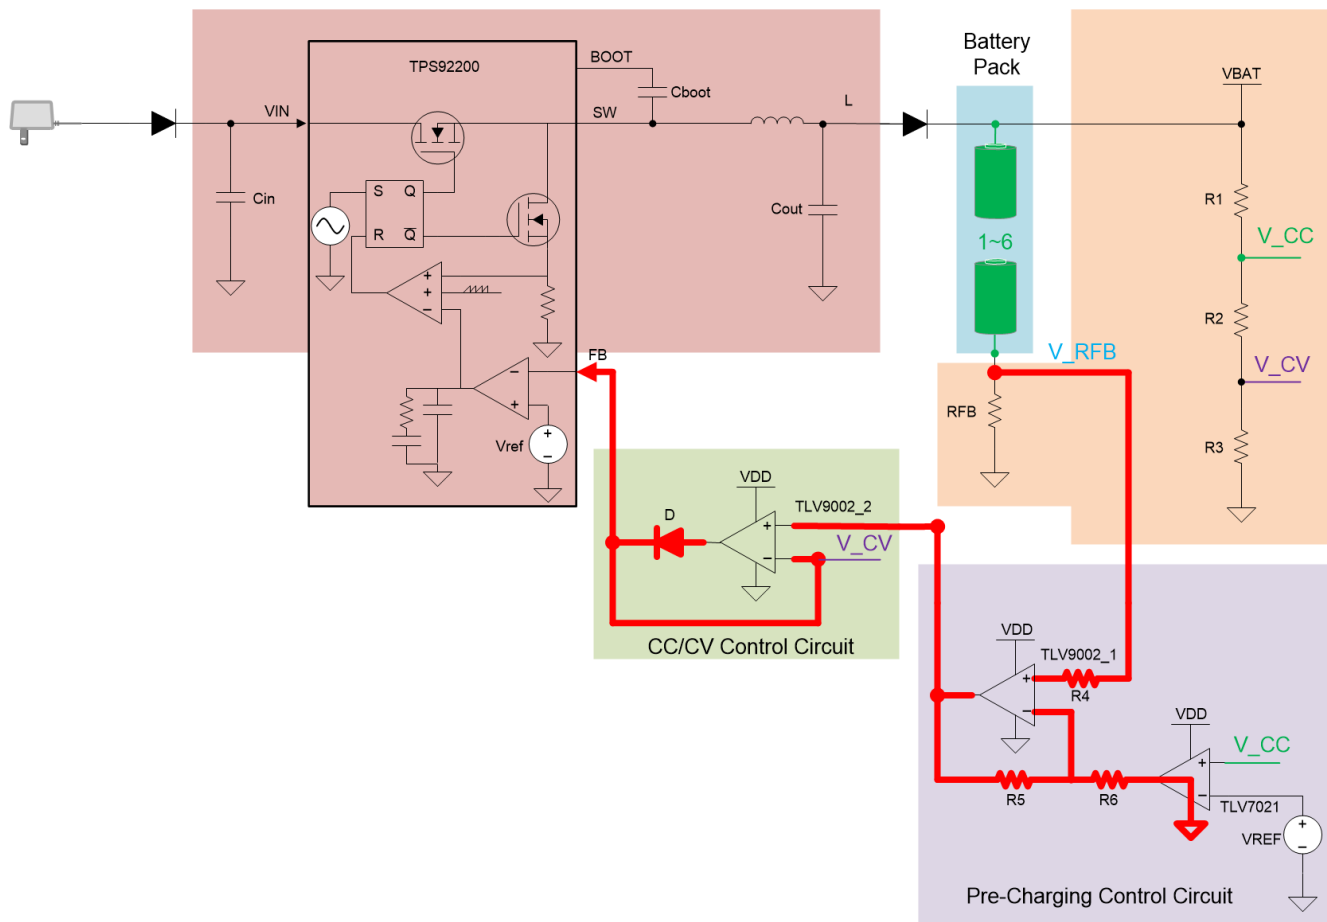 Battery
Pack
TPS92200
BOOT
VBAT
Cboot
VIN
SW
L
S
Q
R
Q
Cin
Cout
R1
1~6
V_CC
R2
V_RFB
FB
V_CV
RFB
Vref
R3
VDD
TLV9002_2
D
V_CV
CC/CV Control Circuit
VDD
TLV9002_1
R4
VDD
V_CC
R5
R6
TLV7021
VREF
Pre-Charging Control Circuit